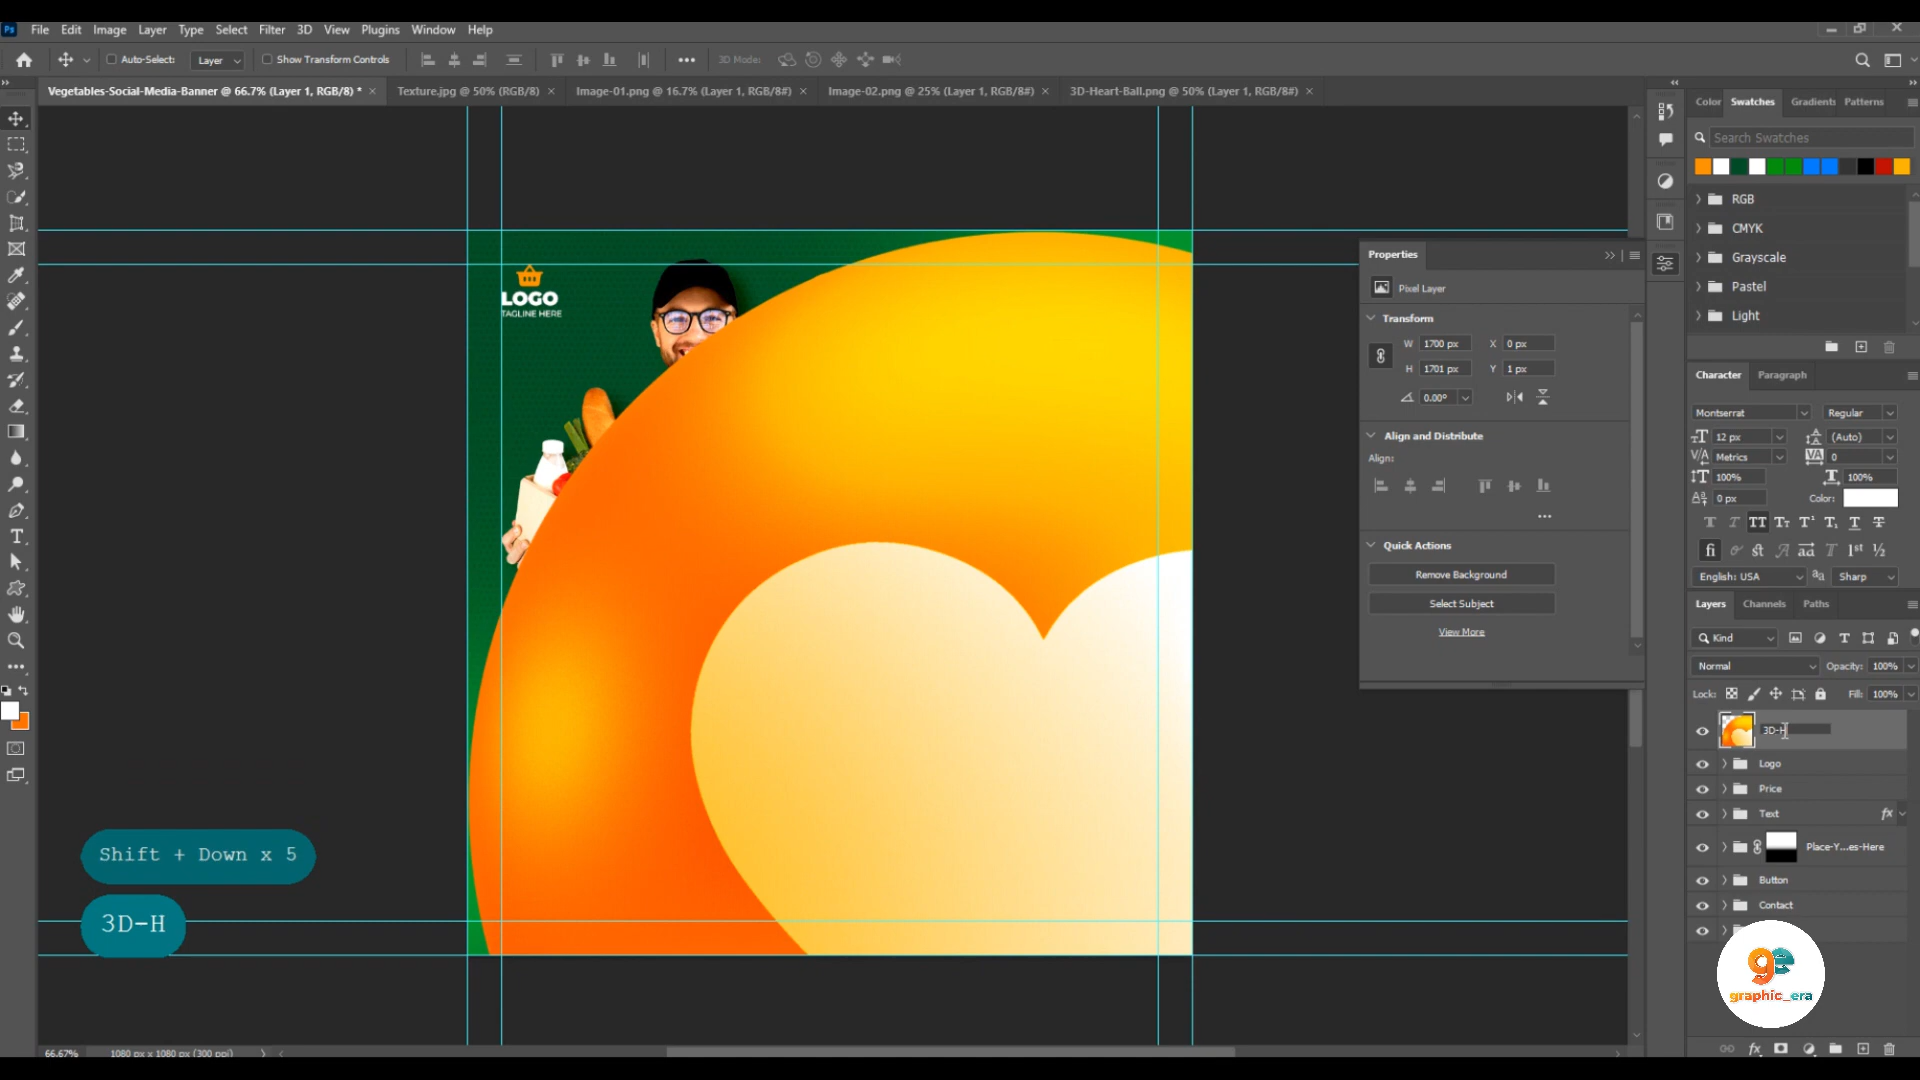 Ps File Edit Image Layer Type Select Filter 3D View Plugins Window Help
Auto-Select: Layer Show Transform Controls 3D Mode:
Vegetables-Social-Media-Banner @ 66.7% (Layer 1, RGB/8) * Texture.jpg @ 50% (RGB/8) Image-01.png @ 16.7% (Layer 1, RGB/8#) Image-02.png @ 25% (Layer 1, RGB/8#) 3D-Heart-Ball.png @ 50% (Layer 1, RGB/8#)
LOGO
TAGLINE HERE
Shift + Down x 5
3D-H
66.67% 1080 px x 1080 px (300 ppi)
Properties
Pixel Layer
Transform
W 1700 px X 0 px
H 1701 px Y 1 px
0.00°
Align and Distribute
Align:
Quick Actions
Remove Background
Select Subject
View More
Color Swatches Gradients Patterns
Search Swatches
RGB
CMYK
Grayscale
Pastel
Light
Character Paragraph
Montserrat Regular
12 px (Auto)
Metrics 0
100% 100%
0 px Color:
English: USA Sharp
Layers Channels Paths
Kind
Normal Opacity: 100%
Lock: Fill: 100%
3D-H
Logo
Price
Text fx
Place-Y...es-Here
Button
Contact
ge
graphic_era
fx